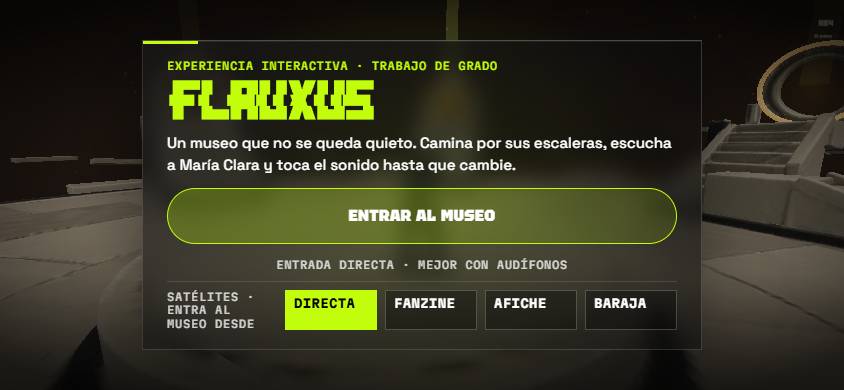 EXPERIENCIA INTERACTIVA · TRABAJO DE GRADO
FLAUXUS
Un museo que no se queda quieto. Camina por sus escaleras, escucha
a María Clara y toca el sonido hasta que cambie.
ENTRAR AL MUSEO
ENTRADA DIRECTA · MEJOR CON AUDÍFONOS
SATÉLITES ·
ENTRA AL
MUSEO DESDE
DIRECTA
FANZINE
AFICHE
BARAJA